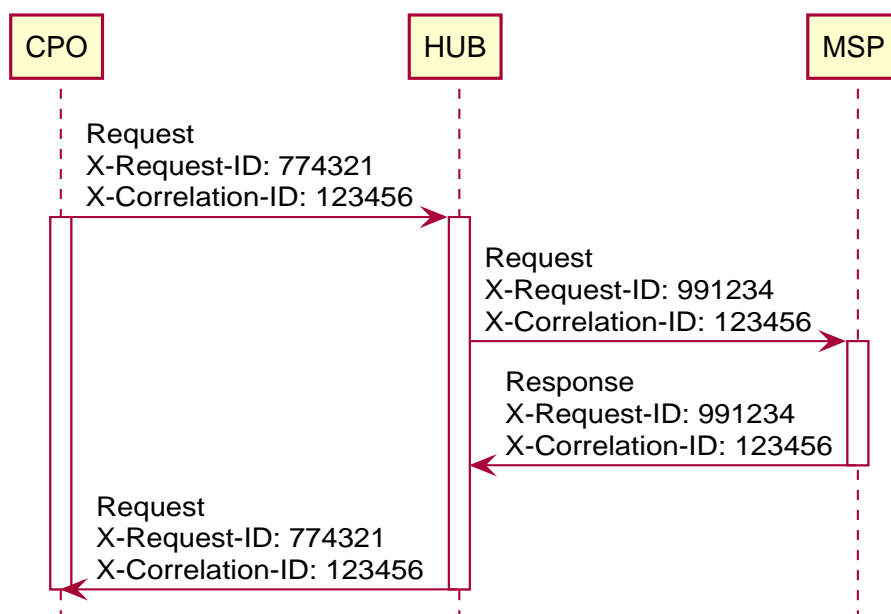 CPO
HUB
MSP
Request
X-Request-ID: 774321
X-Correlation-ID: 123456
Request
X-Request-ID: 991234
X-Correlation-ID: 123456
Response
X-Request-ID: 991234
X-Correlation-ID: 123456
Request
X-Request-ID: 774321
X-Correlation-ID: 123456